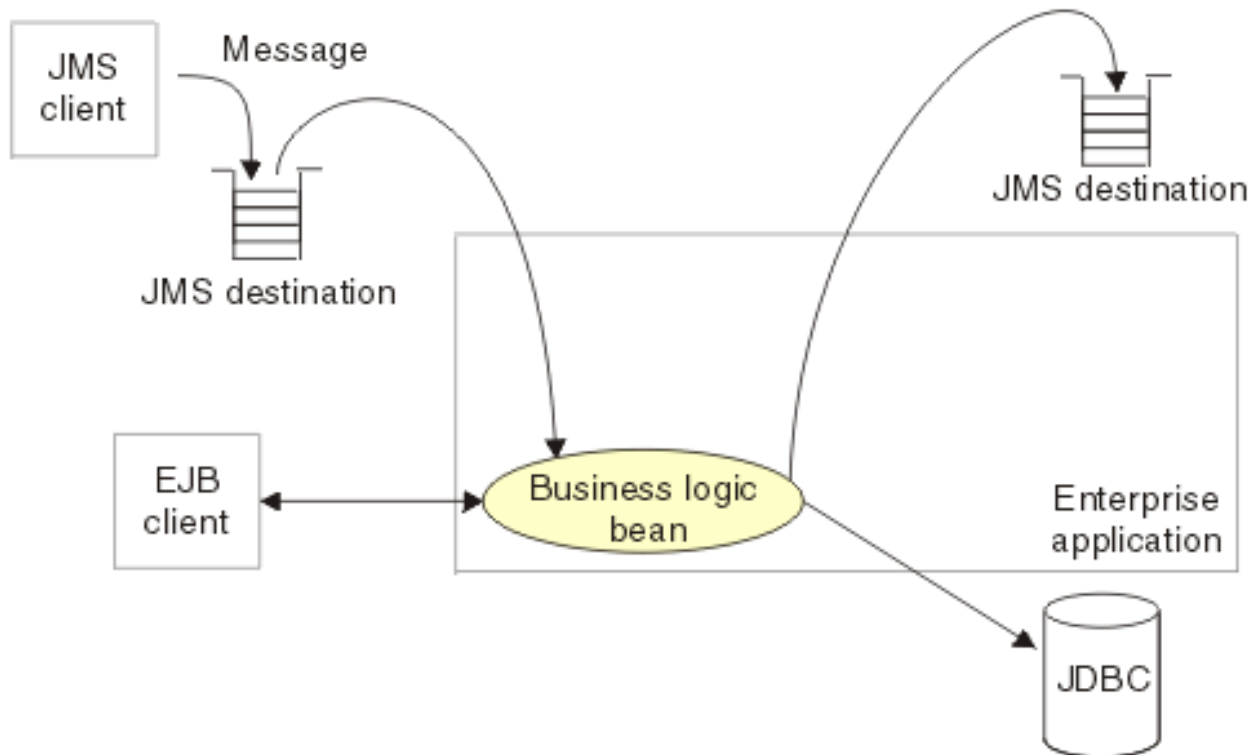 JMS
client
Message
JMS destination
JMS destination
EJB
client
Business logic
bean
Enterprise
application
JDBC